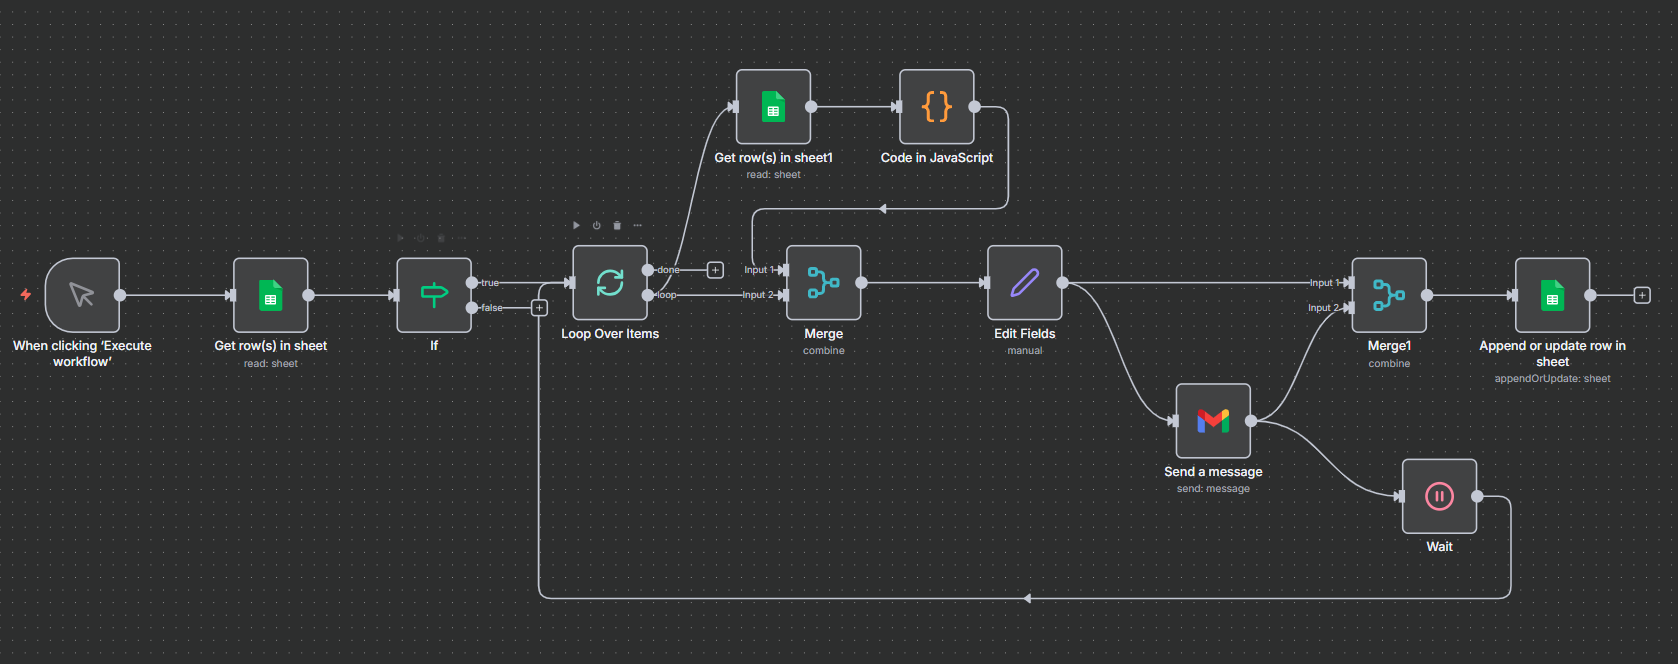 Get row(s) in sheet1
read: sheet
Code in JavaScript
When clicking ‘Execute
workflow’
Get row(s) in sheet
read: sheet
true
false
If
done
loop
Loop Over Items
Input 1
Input 2
Merge
combine
Edit Fields
manual
Send a message
send: message
Input 1
Input 2
Merge1
combine
Append or update row in
sheet
appendOrUpdate: sheet
Wait